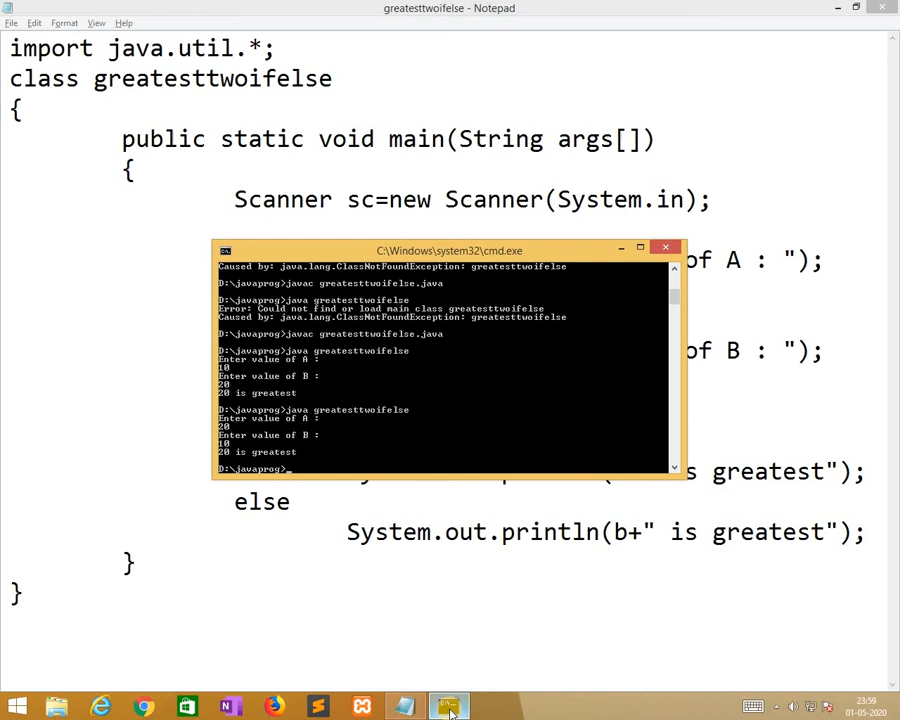 greatesttwoifelse - Notepad
File Edit Format View Help
import java.util.*;
class greatesttwoifelse
{
public static void main(String args[])
{
Scanner sc=new Scanner(System.in);
of A : ");
of B : ");
s greatest");
else
System.out.println(b+" is greatest");
}
}
C:\Windows\system32\cmd.exe
Caused by: java.lang.ClassNotFoundException: greatesttwoifelse
D:\javaprog>javac greatesttwoifelse.java
D:\javaprog>java greatesttwoifelse
Error: Could not find or load main class greatesttwoifelse
Caused by: java.lang.ClassNotFoundException: greatesttwoifelse
D:\javaprog>javac greatesttwoifelse.java
D:\javaprog>java greatesttwoifelse
Enter value of A :
10
Enter value of B :
20
20 is greatest
D:\javaprog>java greatesttwoifelse
Enter value of A :
20
Enter value of B :
10
20 is greatest
D:\javaprog>_
23:59
01-05-2020